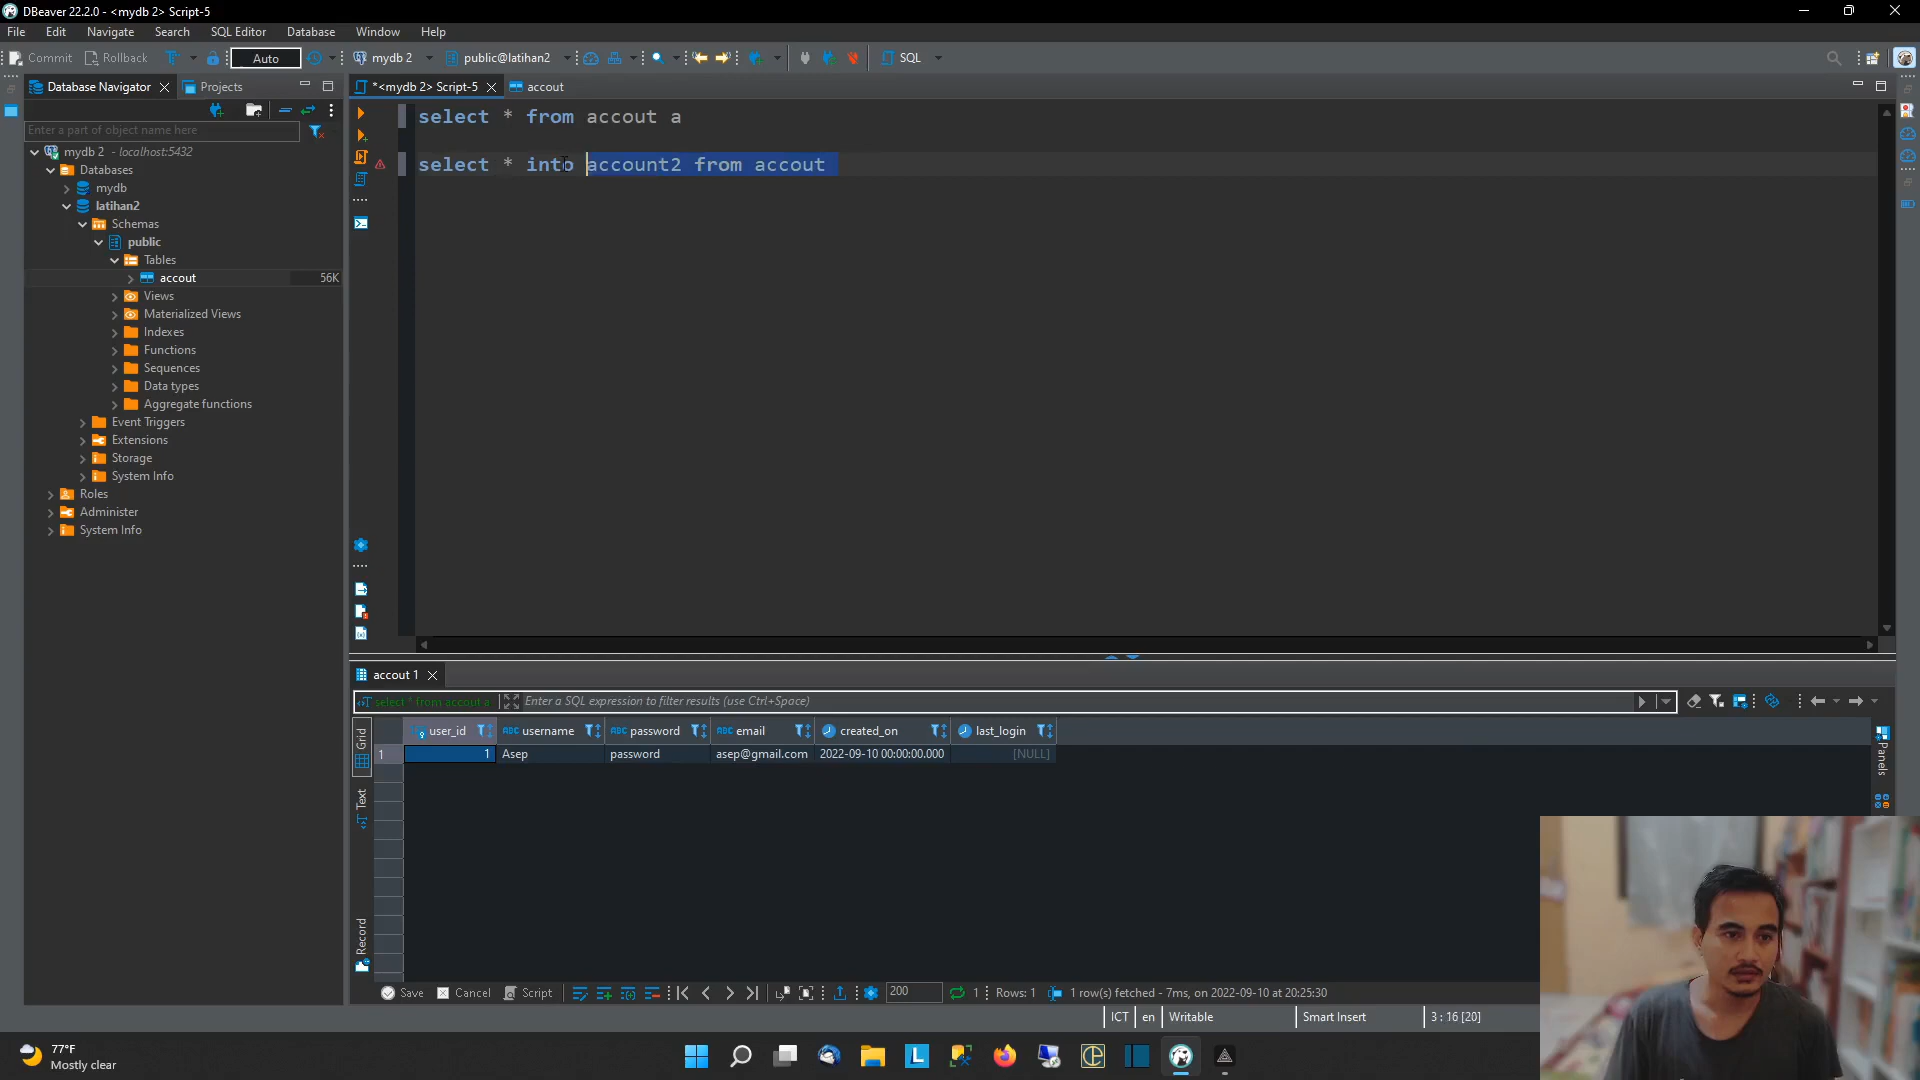 DBeaver 22.2.0 - <mydb 2> Script-5
File Edit Navigate Search SQL Editor Database Window Help
Commit Rollback Auto mydb 2 public@latihan2 SQL
Database Navigator Projects
*<mydb 2> Script-5 accout
Enter a part of object name here
mydb 2 - localhost:5432
Databases
mydb
latihan2
Schemas
public
Tables
accout 56K
Views
Materialized Views
Indexes
Functions
Sequences
Data types
Aggregate functions
Event Triggers
Extensions
Storage
System Info
Roles
Administer
System Info
select * from accout a
select * into account2 from accout
accout 1
select * from accout a Enter a SQL expression to filter results (use Ctrl+Space)
Grid
Text
Record
Panels
user_id ABC username ABC password ABC email created_on last_login
1 1 Asep password asep@gmail.com 2022-09-10 00:00:00.000 [NULL]
Save Cancel Script 200 1 Rows: 1 1 row(s) fetched - 7ms, on 2022-09-10 at 20:25:30
ICT en Writable Smart Insert 3 : 16 [20]
77°F
Mostly clear